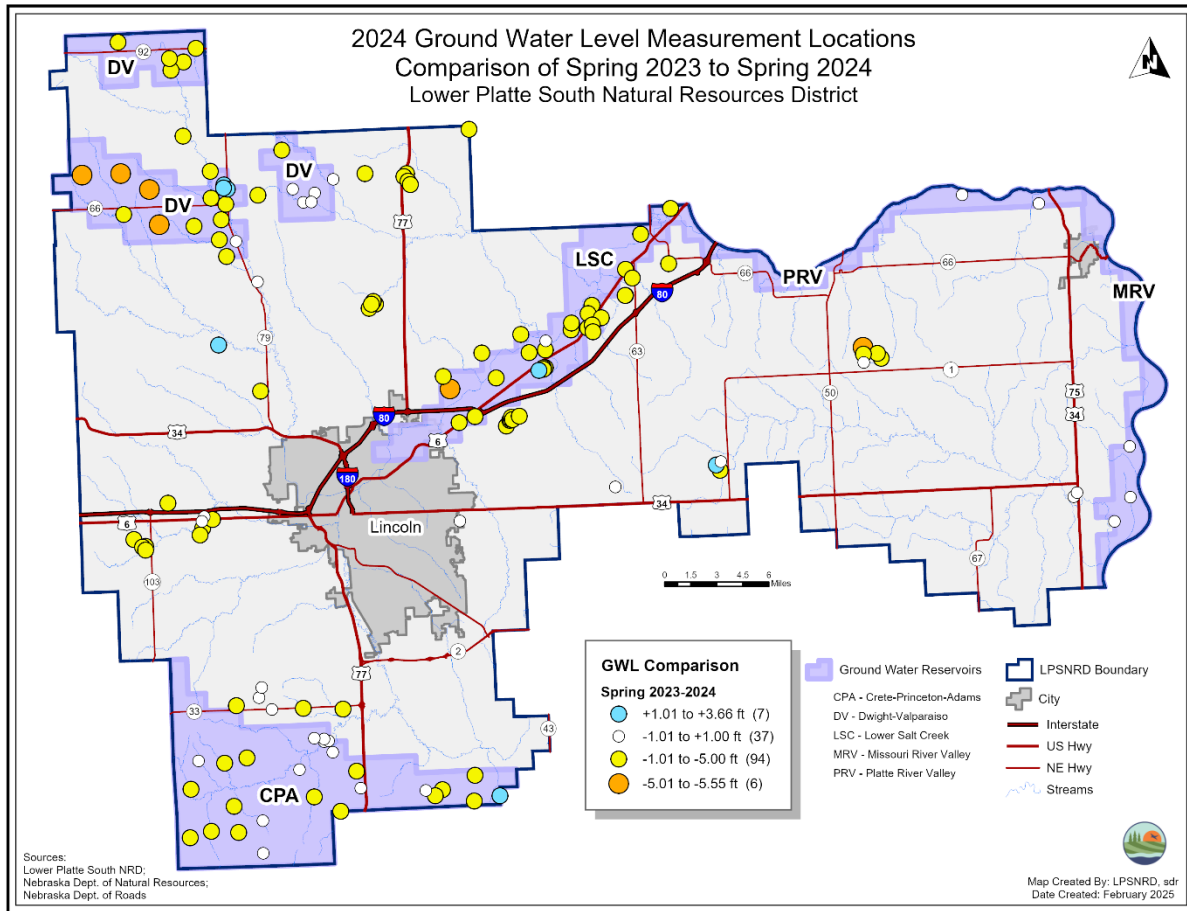 2024 Ground Water Level Measurement Locations
Comparison of Spring 2023 to Spring 2024
Lower Platte South Natural Resources District
N
92
DV
DV
DV
66
77
79
LSC
80
66
PRV
66
MRV
63
50
1
75
34
34
80
6
180
6
Lincoln
34
103
67
2
77
33
43
CPA
0 1.5 3 4.5 6
Miles
GWL Comparison
Spring 2023-2024
+1.01 to +3.66 ft (7)
-1.01 to +1.00 ft (37)
-1.01 to -5.00 ft (94)
-5.01 to -5.55 ft (6)
Ground Water Reservoirs
CPA - Crete-Princeton-Adams
DV - Dwight-Valparaiso
LSC - Lower Salt Creek
MRV - Missouri River Valley
PRV - Platte River Valley
LPSNRD Boundary
City
Interstate
US Hwy
NE Hwy
Streams
Sources:
Lower Platte South NRD;
Nebraska Dept. of Natural Resources;
Nebraska Dept. of Roads
Map Created By: LPSNRD, sdr
Date Created: February 2025